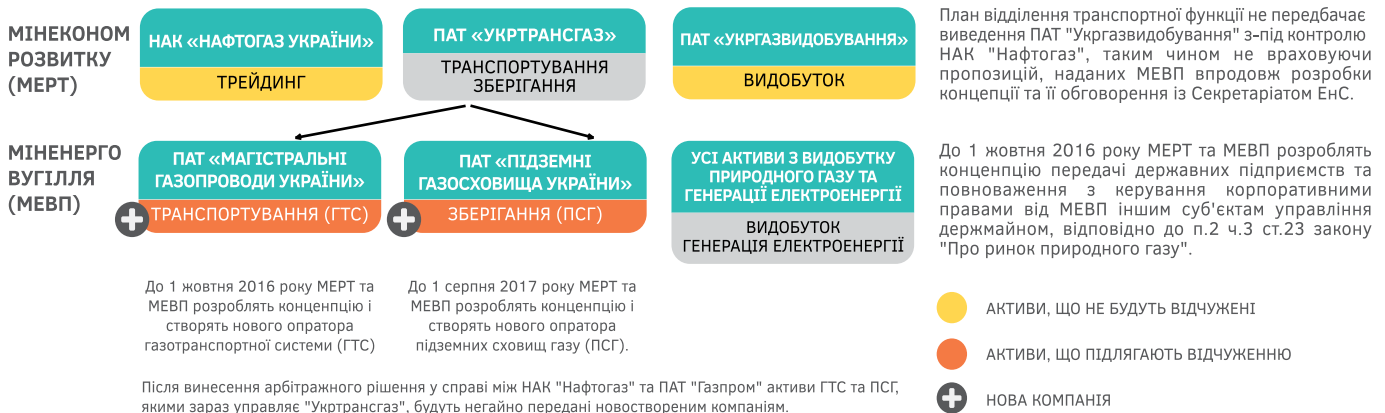 МІНЕКОНОМ
РОЗВИТКУ
(МЕРТ)
НАК «НАФТОГАЗ УКРАЇНИ»
ТРЕЙДИНГ
ПАТ «УКРТРАНСГАЗ»
ТРАНСПОРТУВАННЯ
ЗБЕРІГАННЯ
ПАТ «УКРГАЗВИДОБУВАННЯ»
ВИДОБУТОК
План відділення транспортної функції не передбачає
виведення ПАТ "Укргазвидобування" з-під контролю
НАК "Нафтогаз", таким чином не враховуючи
пропозицій, наданих МЕВП впродовж розробки
концепції та її обговорення із Секретаріатом ЕнС.
МІНЕНЕРГО
ВУГІЛЛЯ
(МЕВП)
ПАТ «МАГІСТРАЛЬНІ
ГАЗОПРОВОДИ УКРАЇНИ»
ТРАНСПОРТУВАННЯ (ГТС)
ПАТ «ПІДЗЕМНІ
ГАЗОСХОВИЩА УКРАЇНИ»
ЗБЕРІГАННЯ (ПСГ)
УСІ АКТИВИ З ВИДОБУТКУ
ПРИРОДНОГО ГАЗУ ТА
ГЕНЕРАЦІЇ ЕЛЕКТРОЕНЕРГІЇ
ВИДОБУТОК
ГЕНЕРАЦІЯ ЕЛЕКТРОЕНЕРГІЇ
До 1 жовтня 2016 року МЕРТ та МЕВП розроблять
концепцію передачі державних підприємств та
повноваження з керування корпоративними
правами від МЕВП іншим суб'єктам управління
держмайном, відповідно до п.2 ч.3 ст.23 закону
"Про ринок природного газу".
До 1 жовтня 2016 року МЕРТ та
МЕВП розроблять концепцію і
створять нового опратора
газотранспортної системи (ГТС)
До 1 серпня 2017 року МЕРТ та
МЕВП розроблять концепцію і
створять нового опратора
підземних сховищ газу (ПСГ).
АКТИВИ, ЩО НЕ БУДУТЬ ВІДЧУЖЕНІ
АКТИВИ, ЩО ПІДЛЯГАЮТЬ ВІДЧУЖЕННЮ
НОВА КОМПАНІЯ
Після винесення арбітражного рішення у справі між НАК "Нафтогаз" та ПАТ "Газпром" активи ГТС та ПСГ,
якими зараз управляє "Укртрансгаз", будуть негайно передані новоствореним компаніям.